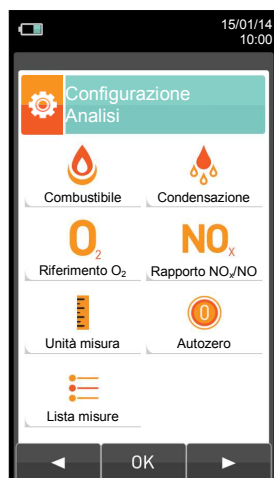 15/01/14
10:00
Configurazione
Analisi
Combustibile
Condensazione
O₂
NOₓ
Riferimento O₂
Rapporto NOₓ/NO
0
Unità misura
Autozero
Lista misure
OK